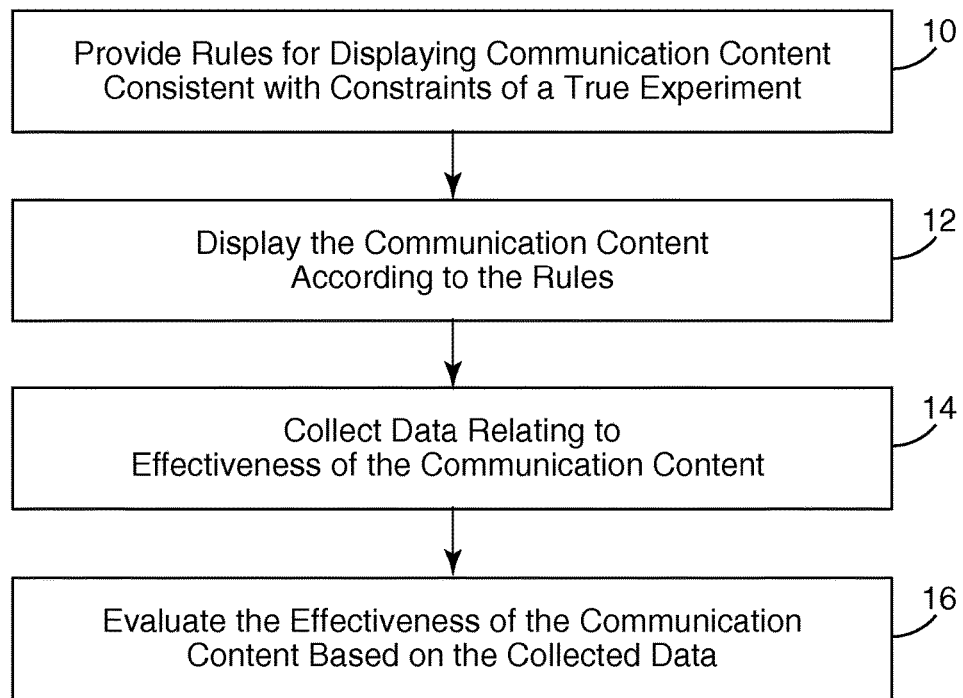 Provide Rules for Displaying Communication Content
Consistent with Constraints of a True Experiment
10
Display the Communication Content
According to the Rules
12
Collect Data Relating to
Effectiveness of the Communication Content
14
Evaluate the Effectiveness of the Communication
Content Based on the Collected Data
16